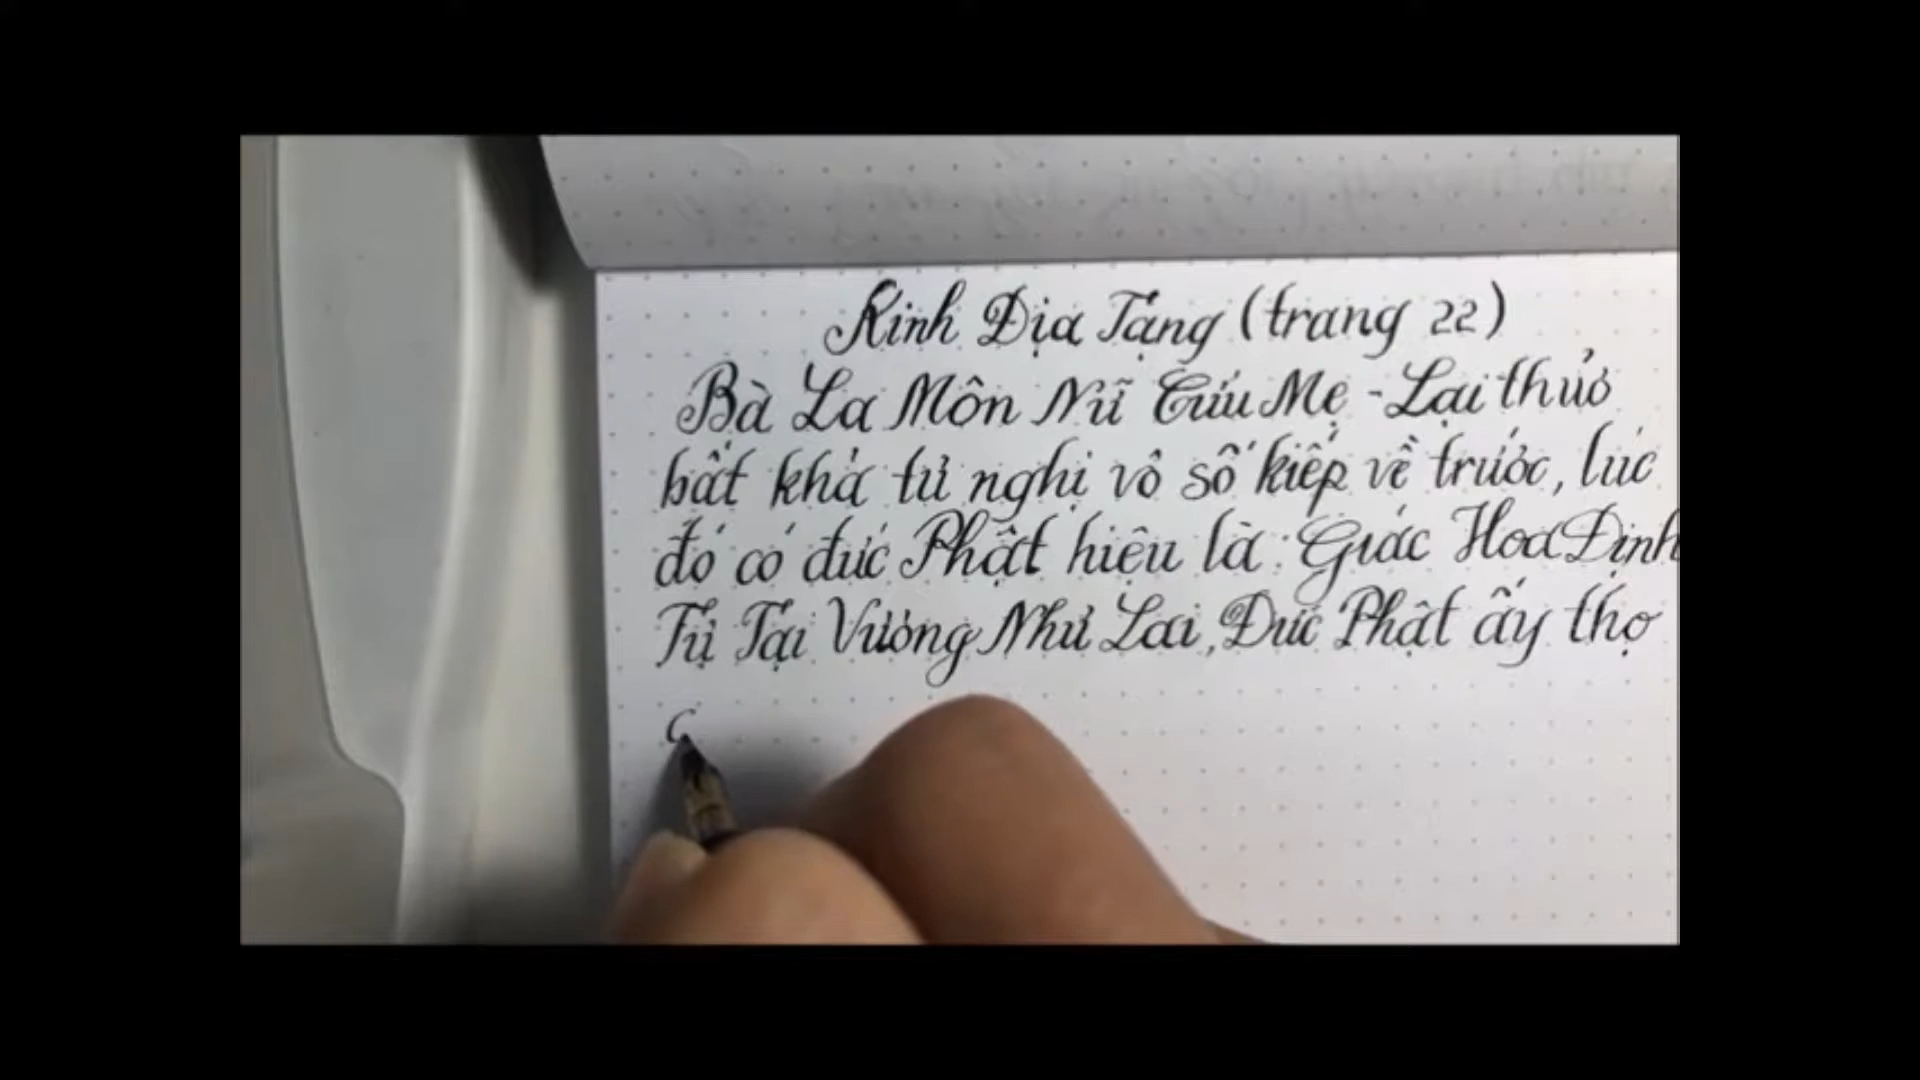 Kinh Địa Tạng (trang 22)
Bà La Môn Nữ Cứu Mẹ - Lại thuở
bất khả tư nghị vô số kiếp về trước, lúc
đó có đức Phật hiệu là: Giác Hoa Định
Tự Tại Vương Như Lai, Đức Phật ấy thọ